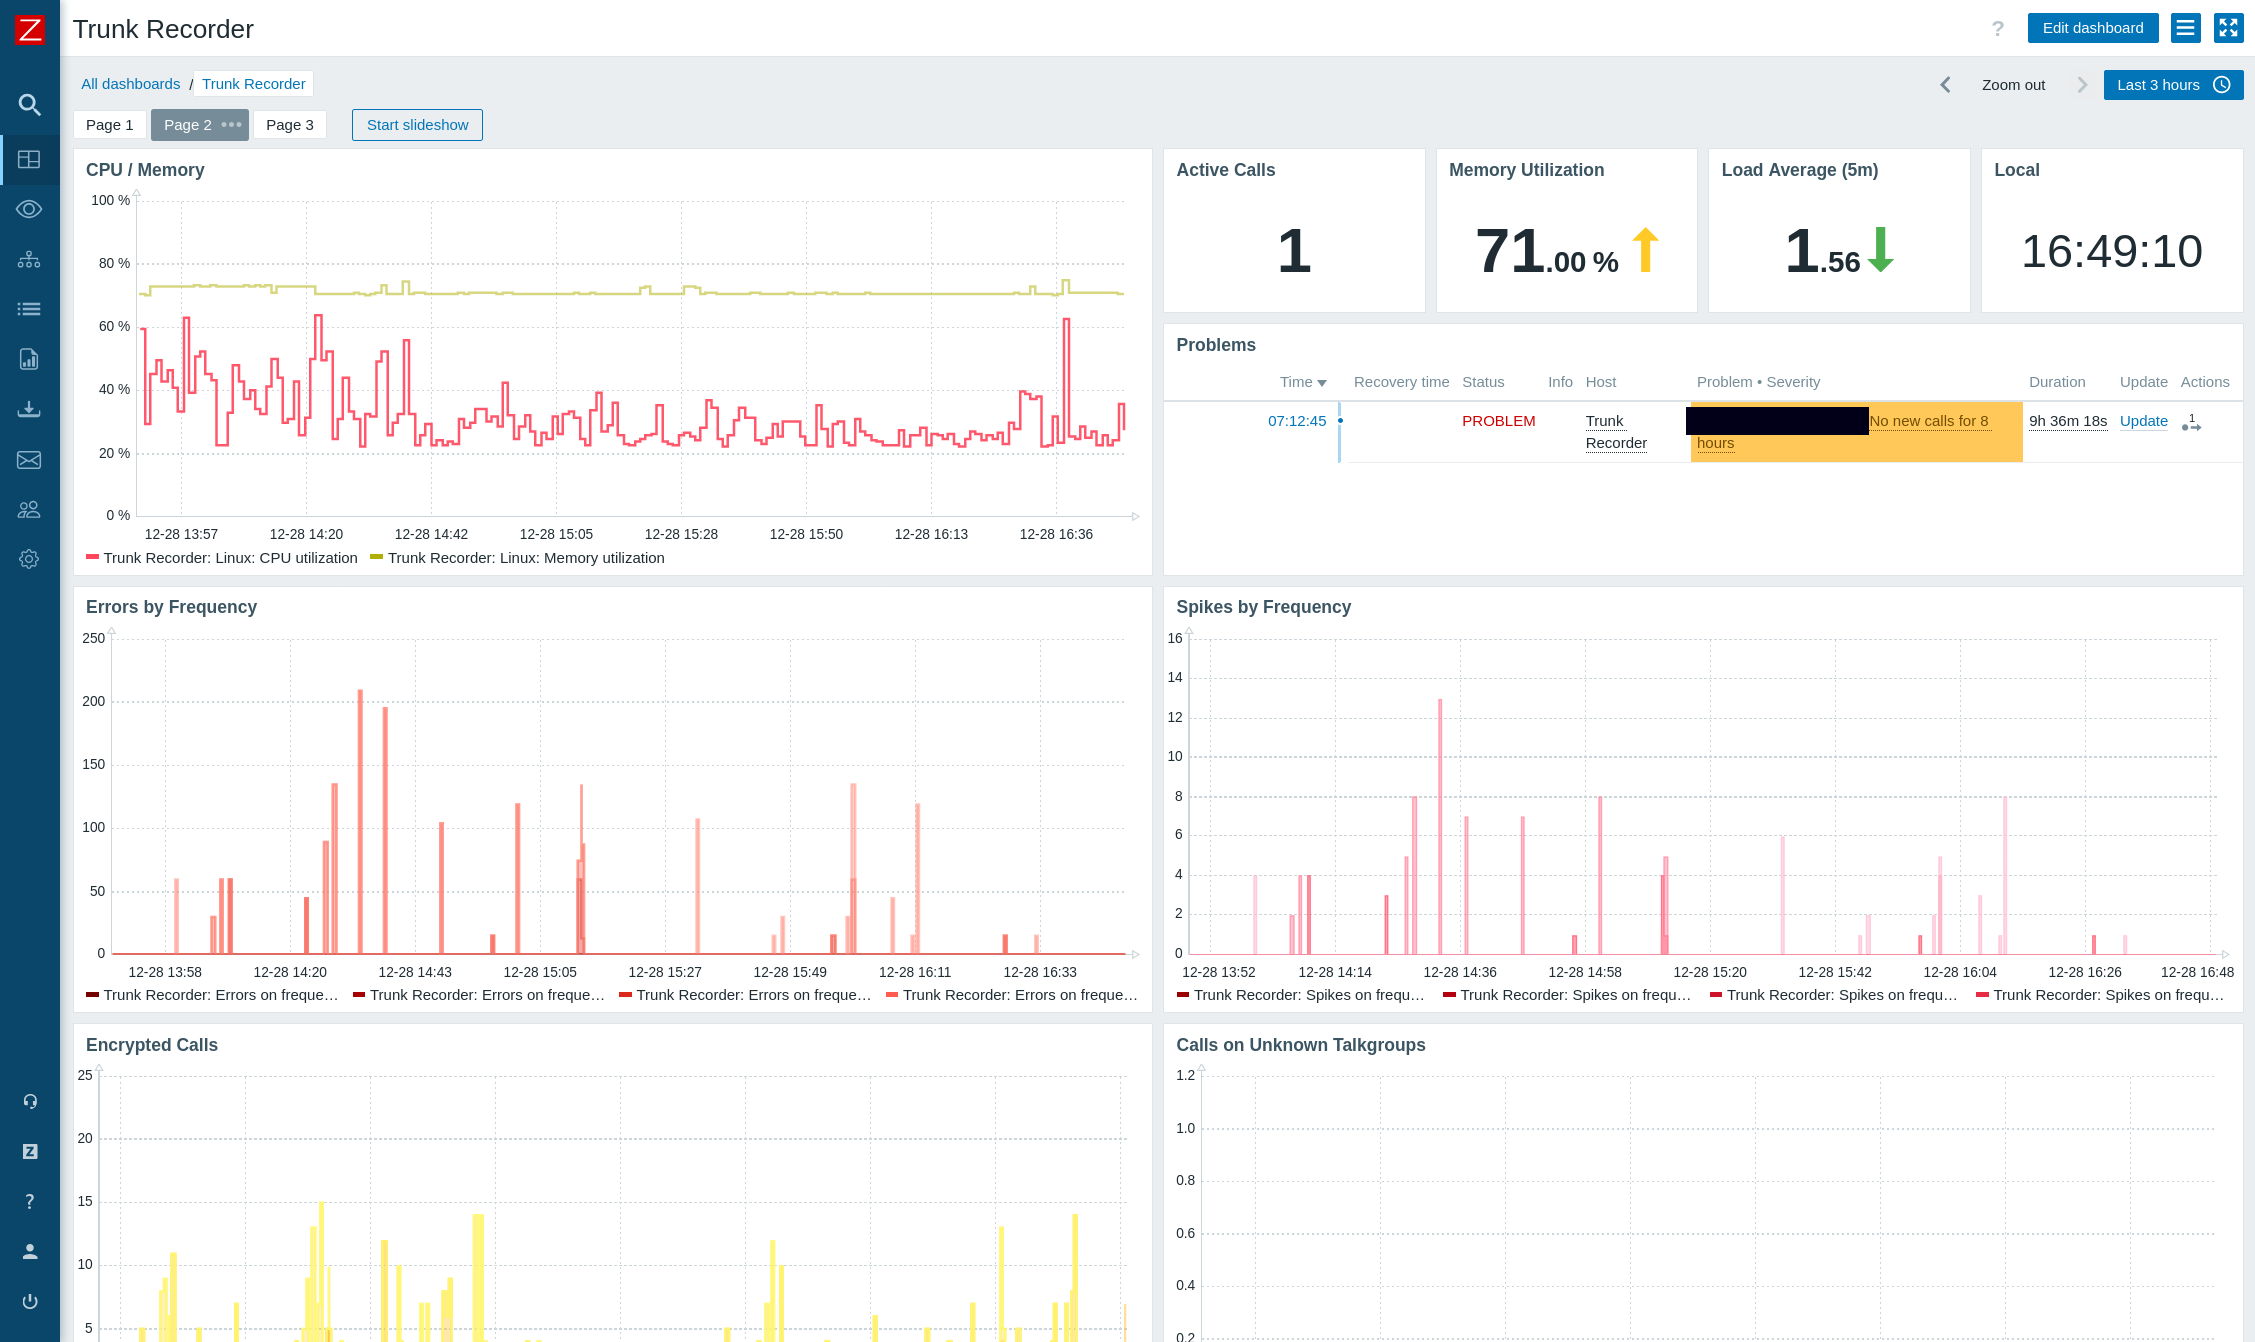 Z
Trunk Recorder
?
Edit dashboard
All dashboards / Trunk Recorder
Zoom out
Last 3 hours
Page 1
Page 2
Page 3
Start slideshow
CPU / Memory
100 %
80 %
60 %
40 %
20 %
0 %
12-28 13:57
12-28 14:20
12-28 14:42
12-28 15:05
12-28 15:28
12-28 15:50
12-28 16:13
12-28 16:36
Trunk Recorder: Linux: CPU utilization
Trunk Recorder: Linux: Memory utilization
Active Calls
1
Memory Utilization
71.00 %
Load Average (5m)
1.56
Local
16:49:10
Problems
Time
Recovery time
Status
Info
Host
Problem • Severity
Duration
Update
Actions
07:12:45
PROBLEM
Trunk
Recorder
No new calls for 8
hours
9h 36m 18s
Update
1
Errors by Frequency
250
200
150
100
50
0
12-28 13:58
12-28 14:20
12-28 14:43
12-28 15:05
12-28 15:27
12-28 15:49
12-28 16:11
12-28 16:33
Trunk Recorder: Errors on freque…
Trunk Recorder: Errors on freque…
Trunk Recorder: Errors on freque…
Trunk Recorder: Errors on freque…
Spikes by Frequency
16
14
12
10
8
6
4
2
0
12-28 13:52
12-28 14:14
12-28 14:36
12-28 14:58
12-28 15:20
12-28 15:42
12-28 16:04
12-28 16:26
12-28 16:48
Trunk Recorder: Spikes on frequ…
Trunk Recorder: Spikes on frequ…
Trunk Recorder: Spikes on frequ…
Trunk Recorder: Spikes on frequ…
Encrypted Calls
25
20
15
10
5
Calls on Unknown Talkgroups
1.2
1.0
0.8
0.6
0.4
0.2
Z
?